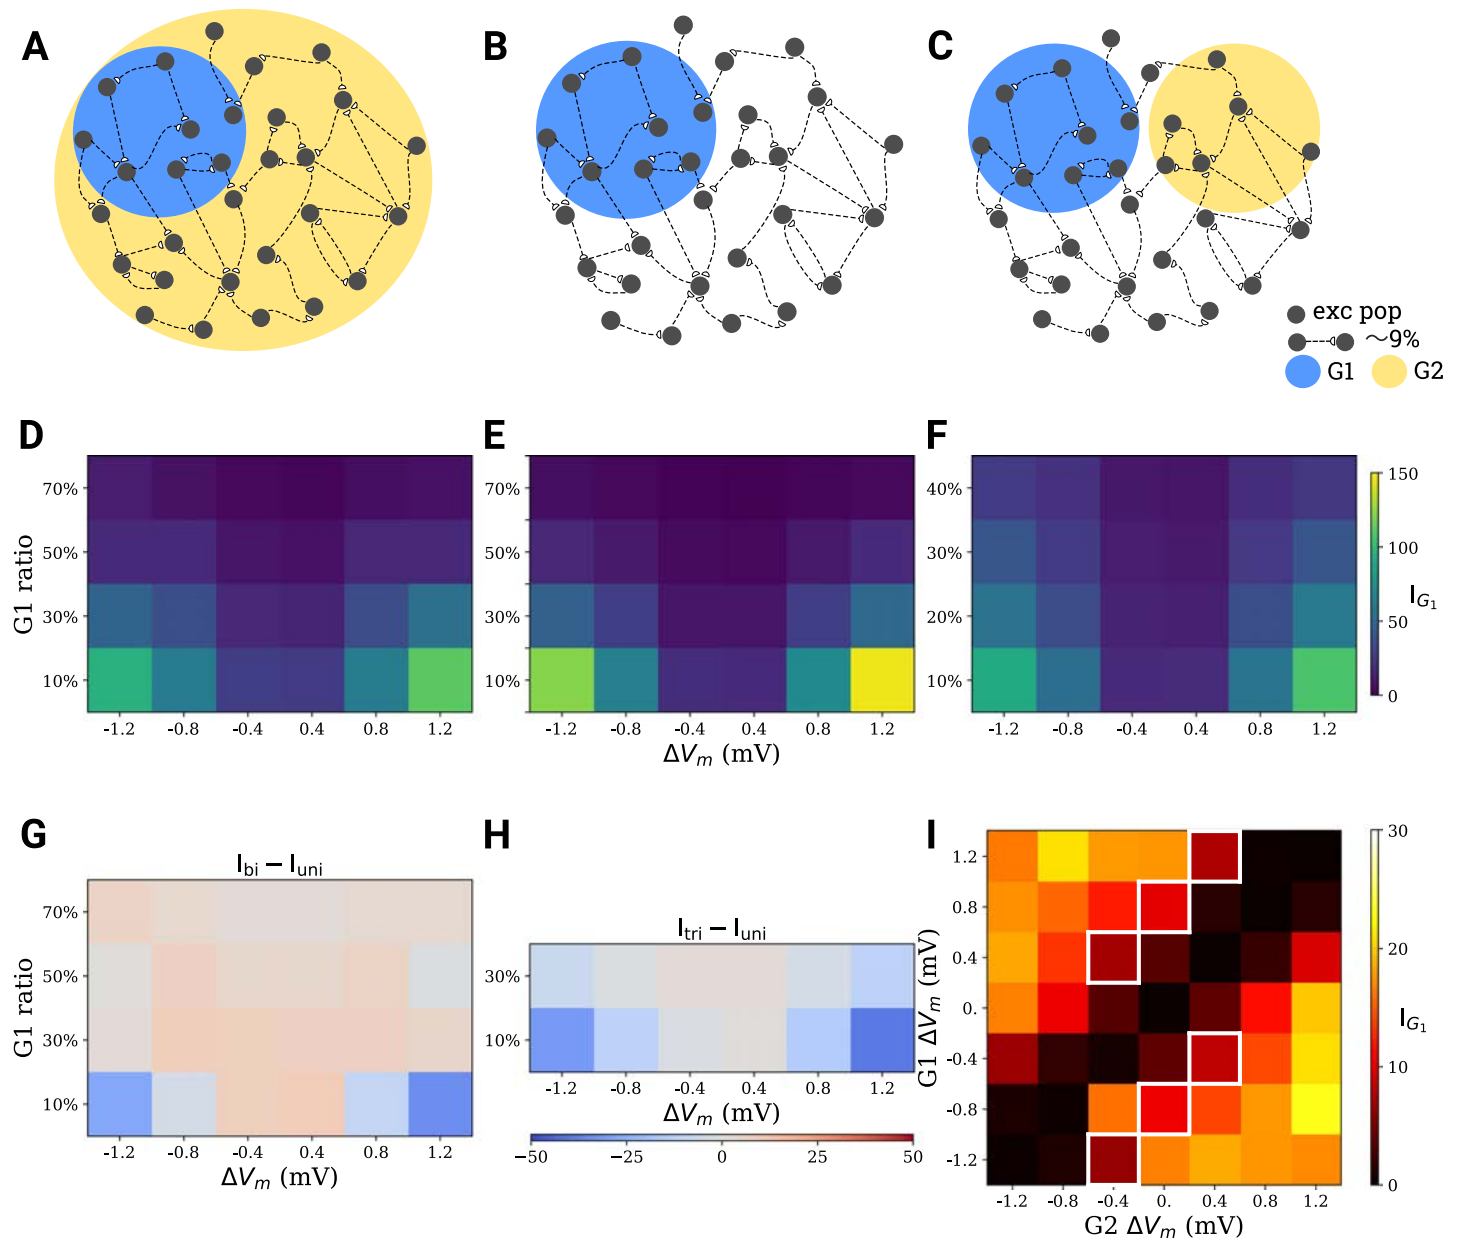 A
B
C
exc pop
~9%
G1 G2
D
E
F
G1 ratio
70%
50%
30%
10%
-1.2 -0.8 -0.4 0.4 0.8 1.2
-1.2 -0.8 -0.4 0.4 0.8 1.2
ΔVm (mV)
40%
30%
20%
10%
-1.2 -0.8 -0.4 0.4 0.8 1.2
150
100
50
0
IG1
G
Ibi − Iuni
G1 ratio
70%
50%
30%
10%
-1.2 -0.8 -0.4 0.4 0.8 1.2
ΔVm (mV)
H
Itri − Iuni
30%
10%
-1.2 -0.8 -0.4 0.4 0.8 1.2
ΔVm (mV)
−50 −25 0 25 50
I
G1 ΔVm (mV)
1.2
0.8
0.4
0.
-0.4
-0.8
-1.2
-1.2 -0.8 -0.4 0. 0.4 0.8 1.2
G2 ΔVm (mV)
30
20
10
0
IG1